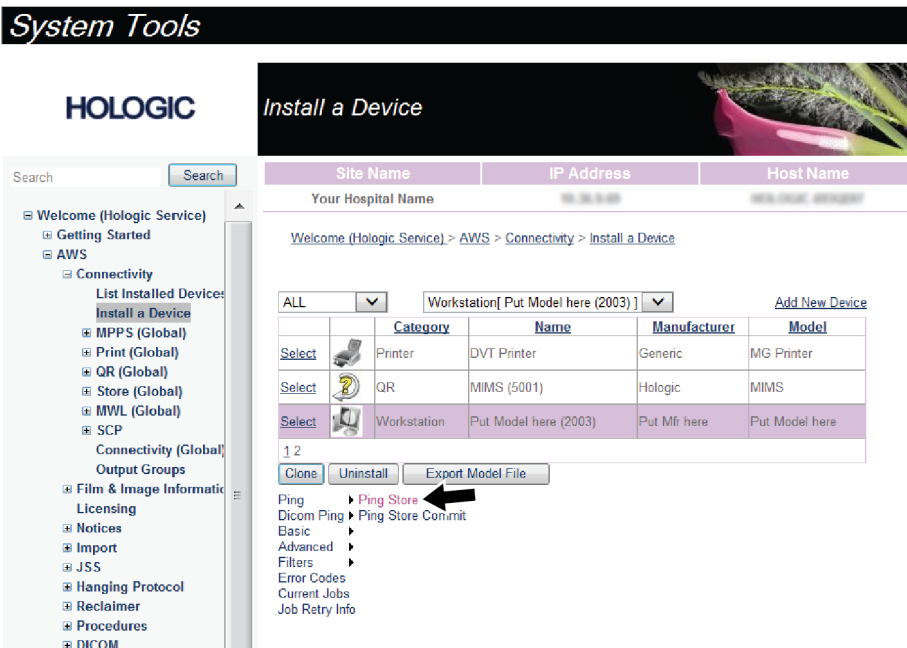 System Tools
HOLOGIC
Install a Device
Search Search
Site Name IP Address Host Name
Your Hospital Name
Welcome (Hologic Service)
Getting Started
AWS
Connectivity
List Installed Devices
Install a Device
MPPS (Global)
Print (Global)
QR (Global)
Store (Global)
MWL (Global)
SCP
Connectivity (Global)
Output Groups
Film & Image Informatic
Licensing
Notices
Import
JSS
Hanging Protocol
Reclaimer
Procedures
DICOM
Welcome (Hologic Service) > AWS > Connectivity > Install a Device
ALL Workstation[ Put Model here (2003) ] Add New Device
Category Name Manufacturer Model
Select Printer DVT Printer Generic MG Printer
Select QR MIMS (5001) Hologic MIMS
Select Workstation Put Model here (2003) Put Mfr here Put Model here
1 2
Clone Uninstall Export Model File
Ping Ping Store
Dicom Ping Ping Store Commit
Basic
Advanced
Filters
Error Codes
Current Jobs
Job Retry Info